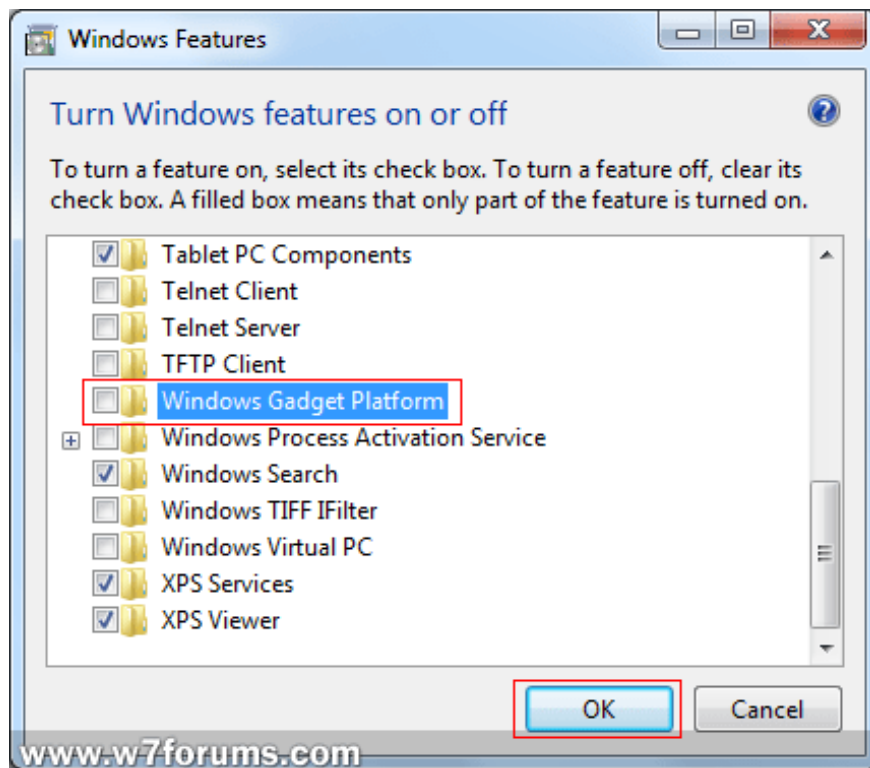 Windows Features
Turn Windows features on or off
To turn a feature on, select its check box. To turn a feature off, clear its
check box. A filled box means that only part of the feature is turned on.
Tablet PC Components
Telnet Client
Telnet Server
TFTP Client
Windows Gadget Platform
Windows Process Activation Service
Windows Search
Windows TIFF IFilter
Windows Virtual PC
XPS Services
XPS Viewer
OK
Cancel
www.w7forums.com